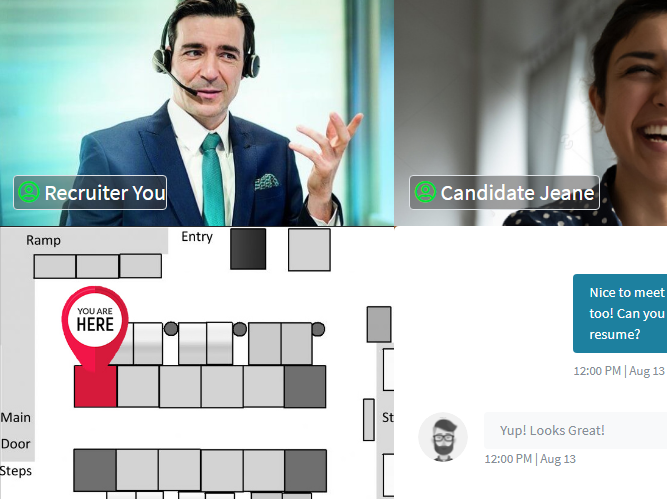 Recruiter You
Candidate Jeane
Ramp
Entry
YOU ARE
HERE
Main
Door
Steps
St
Nice to meet
too! Can you
resume?
12:00 PM | Aug 13
Yup! Looks Great!
12:00 PM | Aug 13